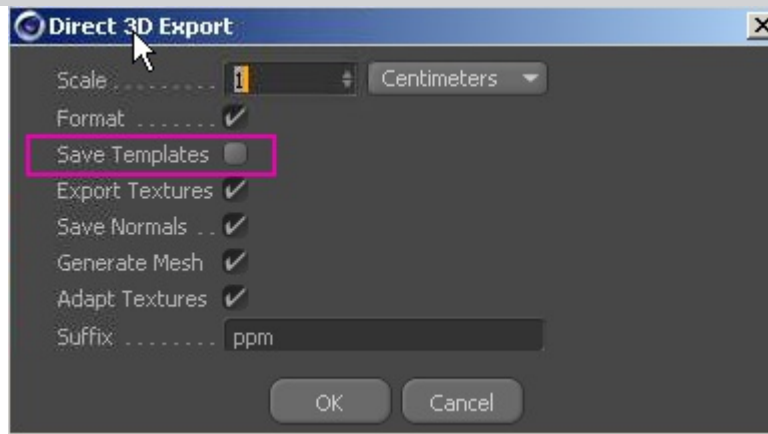 Direct 3D Export
Scale ......... 1 Centimeters
Format .......
Save Templates
Export Textures
Save Normals . .
Generate Mesh
Adapt Textures
Suffix ........ ppm
OK Cancel